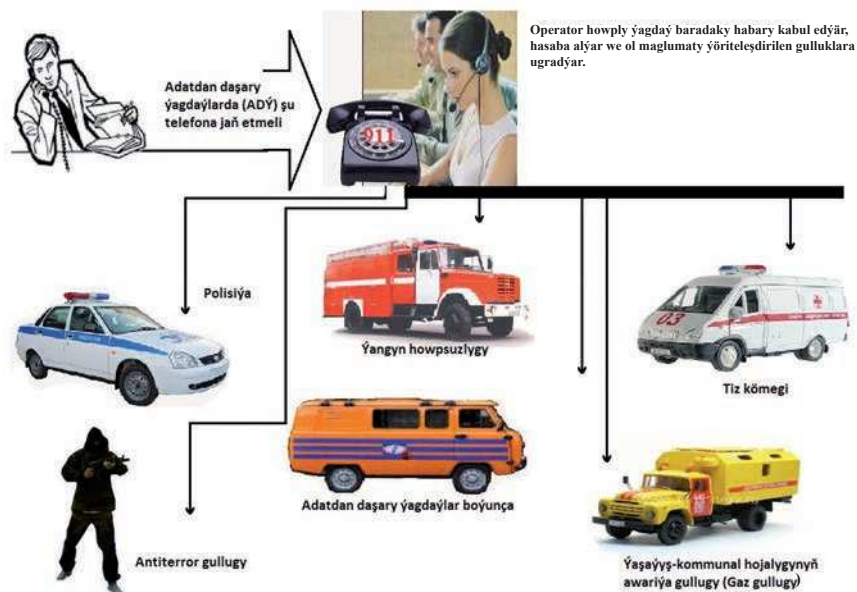 Operator howply ýagdaý baradaky habary kabul edýär,
hasaba alýar we ol maglumaty ýöriteleşdirilen gulluklara
ugradýar.
Adatdan daşary
ýagdaýlarda (ADÝ) şu
telefona jaň etmeli
911
Polisiýa
Ýangyn howpsuzlygy
03
Tiz kömegi
Adatdan daşary ýagdaýlar boýunça
Antiterror gullugy
Ýaşaýyş-kommunal hojalygynyň
awariýa gullugy (Gaz gullugy)